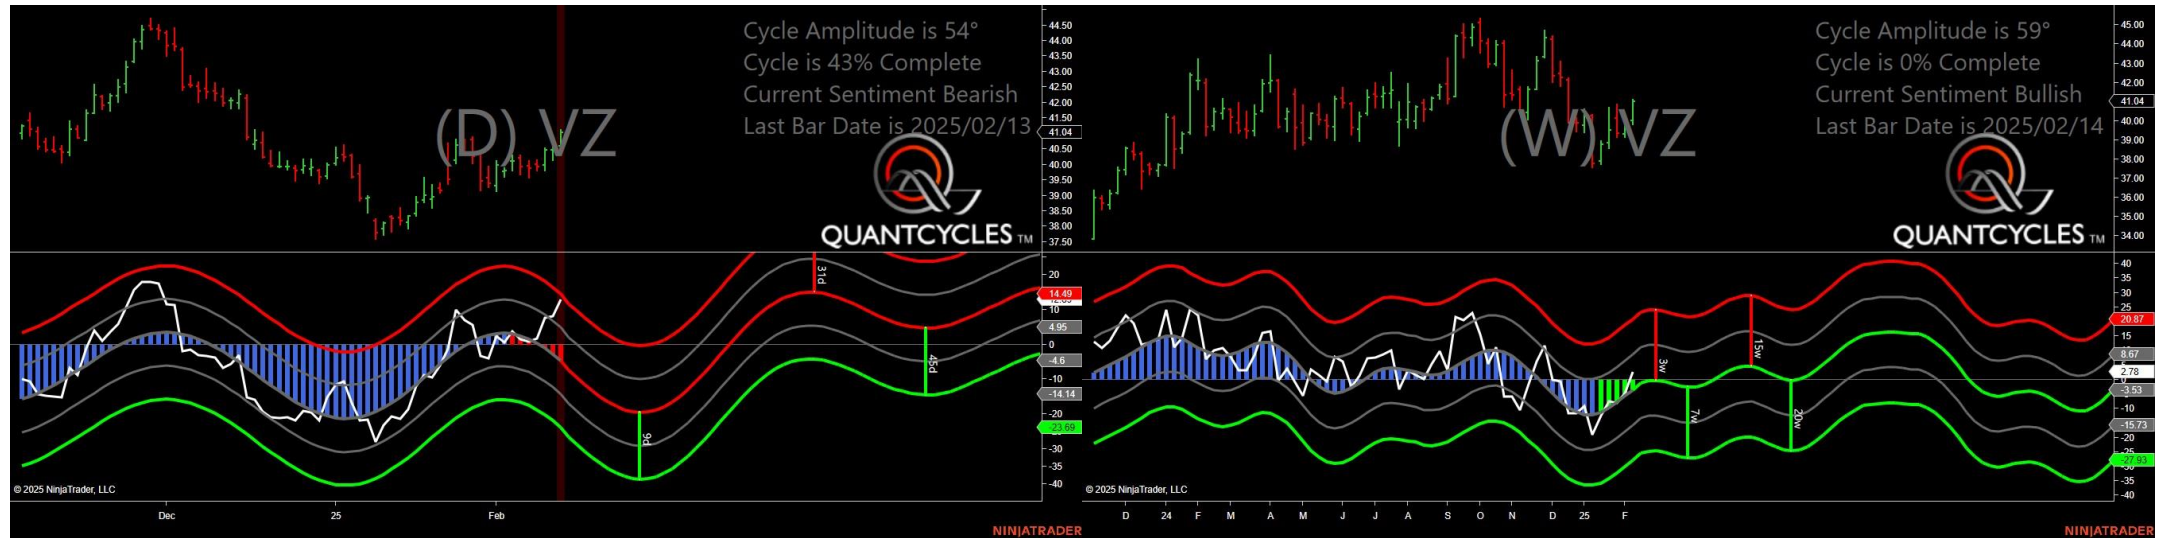 Cycle Amplitude is 54°
Cycle is 43% Complete
Current Sentiment Bearish
Last Bar Date is 2025/02/13
(D) VZ
QUANTCYCLES TM
44.50
44.00
43.50
43.00
42.50
42.00
41.50
41.04
40.50
40.00
39.50
39.00
38.50
38.00
37.50
20
14.49
10
4.95
0
-4.6
-10
-14.14
-20
-23.69
-30
-35
-40
31d
45d
9d
© 2025 NinjaTrader, LLC
Dec
25
Feb
NINJATRADER
Cycle Amplitude is 59°
Cycle is 0% Complete
Current Sentiment Bullish
Last Bar Date is 2025/02/14
(W) VZ
QUANTCYCLES TM
45.00
44.00
43.00
42.00
41.04
40.00
39.00
38.00
37.00
36.00
35.00
34.00
40
35
30
25
20.87
15
8.67
2.78
-3.53
-10
-15.73
-20
-27.93
-35
-40
3w
15w
7w
20w
© 2025 NinjaTrader, LLC
D 24 F M A M J J A S O N D 25 F
NINJATRADER